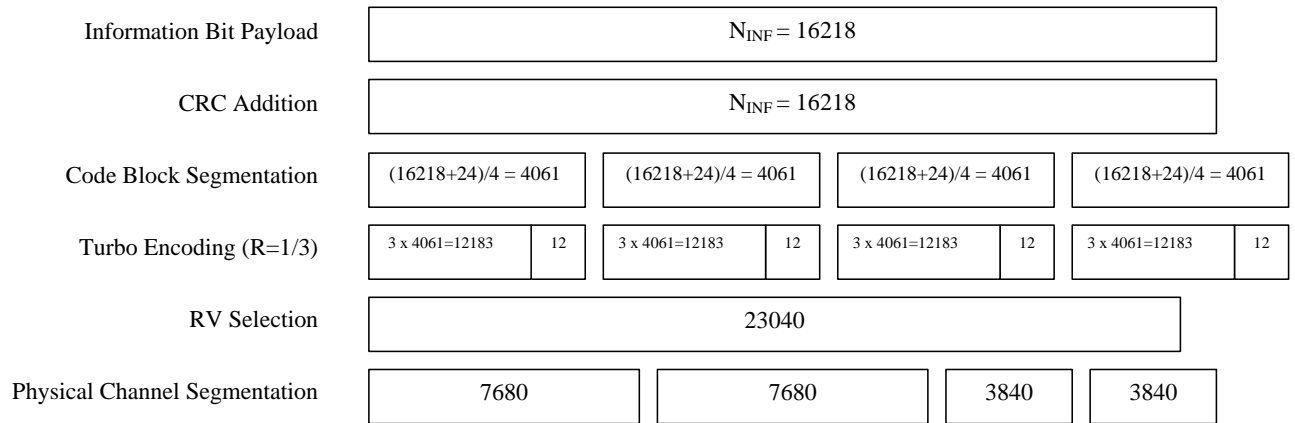 Information Bit Payload
N_INF = 16218
CRC Addition
N_INF = 16218
Code Block Segmentation
(16218+24)/4 = 4061
(16218+24)/4 = 4061
(16218+24)/4 = 4061
(16218+24)/4 = 4061
Turbo Encoding (R=1/3)
3 x 4061=12183
12
3 x 4061=12183
12
3 x 4061=12183
12
3 x 4061=12183
12
RV Selection
23040
Physical Channel Segmentation
7680
7680
3840
3840